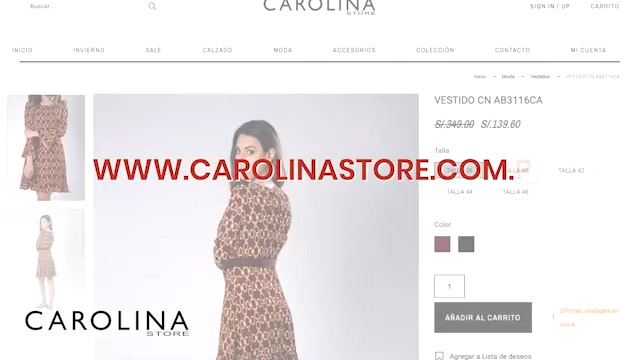 Buscar..
CAROLINA
STORE
SIGN IN | UP
CARRITO
INICIO
INVIERNO
SALE
CALZADO
MODA
ACCESORIOS
COLECCIÓN
CONTACTO
MI CUENTA
Inicio → Moda → Vestidos → VESTIDO CN AB3116CA
VESTIDO CN AB3116CA
S/.349.00 S/.139.60
Talla
WWW.CAROLINASTORE.COM.
TALLA 42
TALLA 44
TALLA 46
Color
1
AÑADIR AL CARRITO
Últimas unidades en
stock
Agregar a Lista de deseos
CAROLINA
STORE